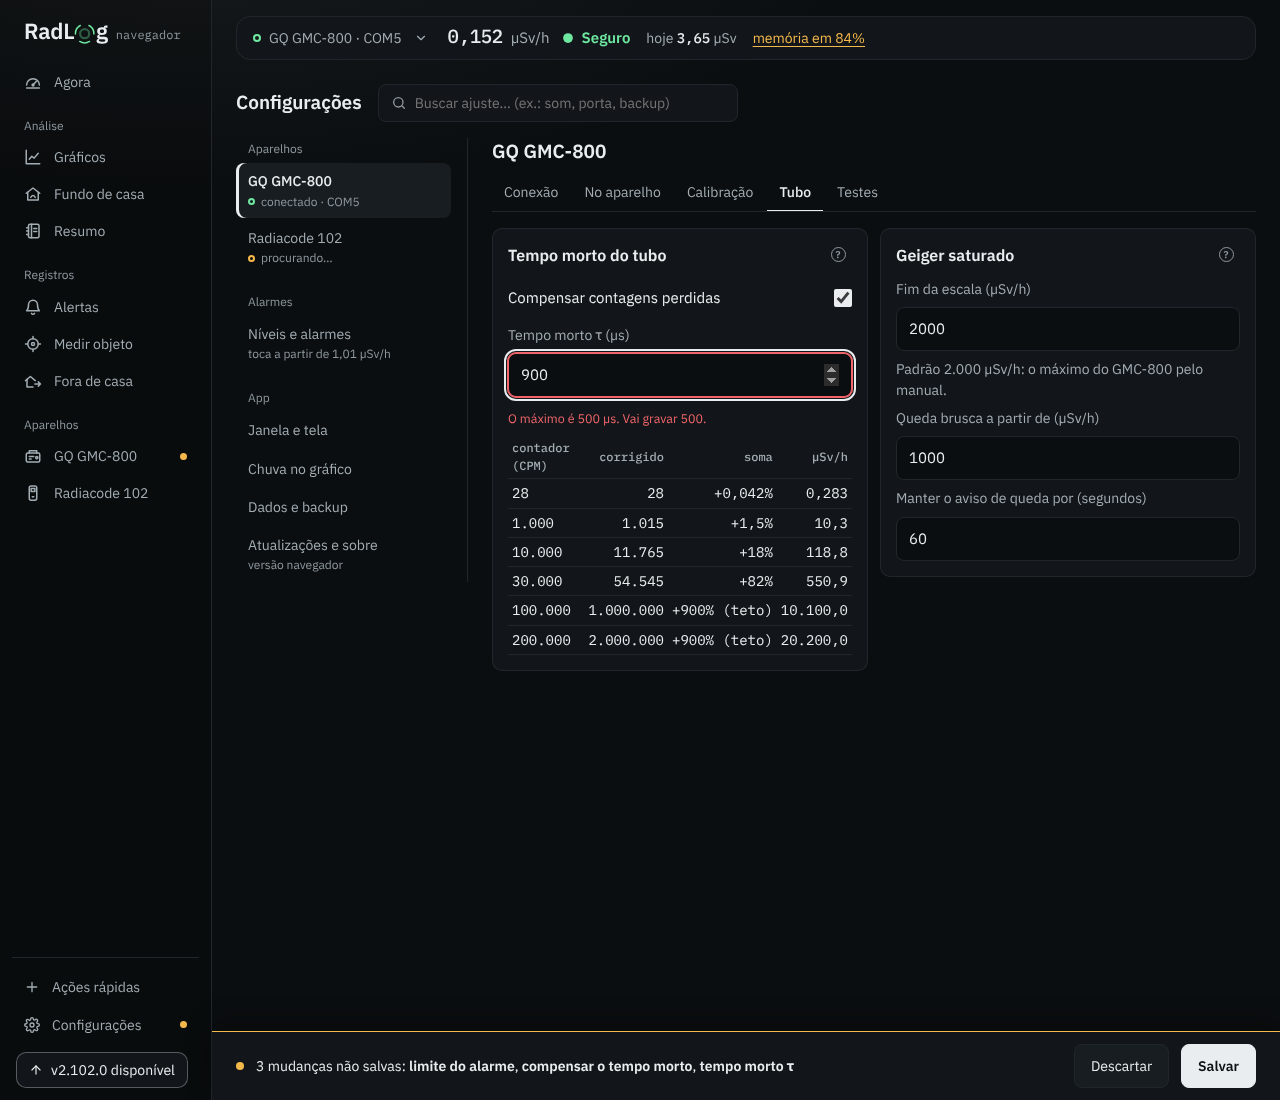 RadLog navegador
Agora
Análise
Gráficos
Fundo de casa
Resumo
Registros
Alertas
Medir objeto
Fora de casa
Aparelhos
GQ GMC-800
Radiacode 102
Ações rápidas
Configurações
v2.102.0 disponível
GQ GMC-800 · COM5 0,152 µSv/h Seguro hoje 3,65 µSv memória em 84%
Configurações
Buscar ajuste... (ex.: som, porta, backup)
Aparelhos
GQ GMC-800
conectado · COM5
Radiacode 102
procurando...
Alarmes
Níveis e alarmes
toca a partir de 1,01 µSv/h
App
Janela e tela
Chuva no gráfico
Dados e backup
Atualizações e sobre
versão navegador
GQ GMC-800
Conexão No aparelho Calibração Tubo Testes
Tempo morto do tubo ?
Compensar contagens perdidas
Tempo morto τ (µs)
900
O máximo é 500 µs. Vai gravar 500.
contador (CPM) corrigido soma µSv/h
28 28 +0,042% 0,283
1.000 1.015 +1,5% 10,3
10.000 11.765 +18% 118,8
30.000 54.545 +82% 550,9
100.000 1.000.000 +900% (teto) 10.100,0
200.000 2.000.000 +900% (teto) 20.200,0
Geiger saturado ?
Fim da escala (µSv/h)
2000
Padrão 2.000 µSv/h: o máximo do GMC-800 pelo
manual.
Queda brusca a partir de (µSv/h)
1000
Manter o aviso de queda por (segundos)
60
3 mudanças não salvas: limite do alarme, compensar o tempo morto, tempo morto τ
Descartar
Salvar